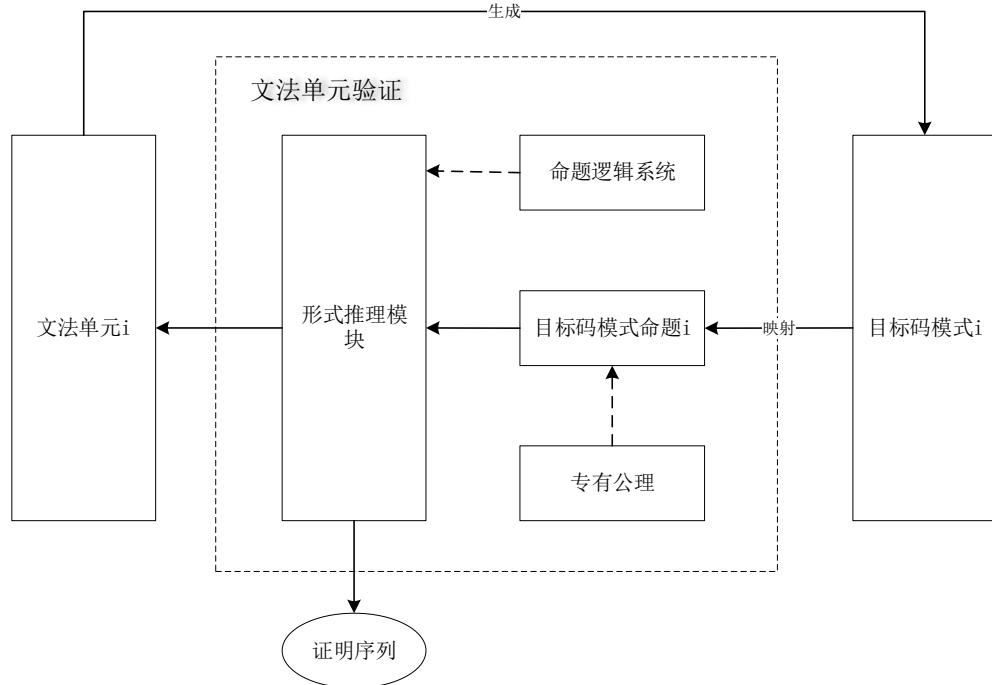 生成
文法单元验证
命题逻辑系统
文法单元i
形式推理模
块
目标码模式命题i
映射
目标码模式i
专有公理
证明序列